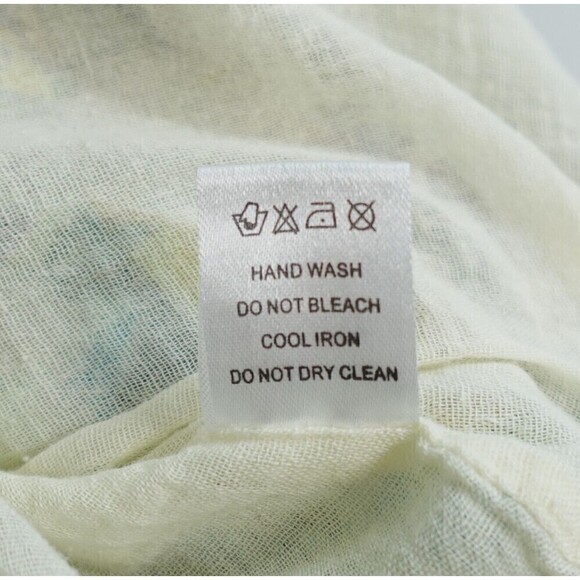 HAND WASH
DO NOT BLEACH
COOL IRON
DO NOT DRY CLEAN